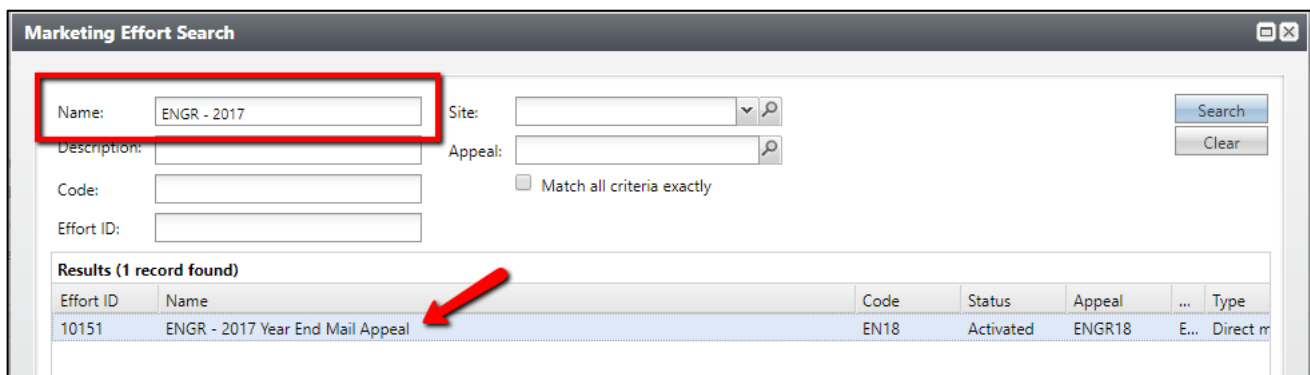 Marketing Effort Search
Name: ENGR - 2017 Site: Search
Description: Appeal: Clear
Code: Match all criteria exactly
Effort ID:
Results (1 record found)
Effort ID Name Code Status Appeal ... Type
10151 ENGR - 2017 Year End Mail Appeal EN18 Activated ENGR18 E... Direct m